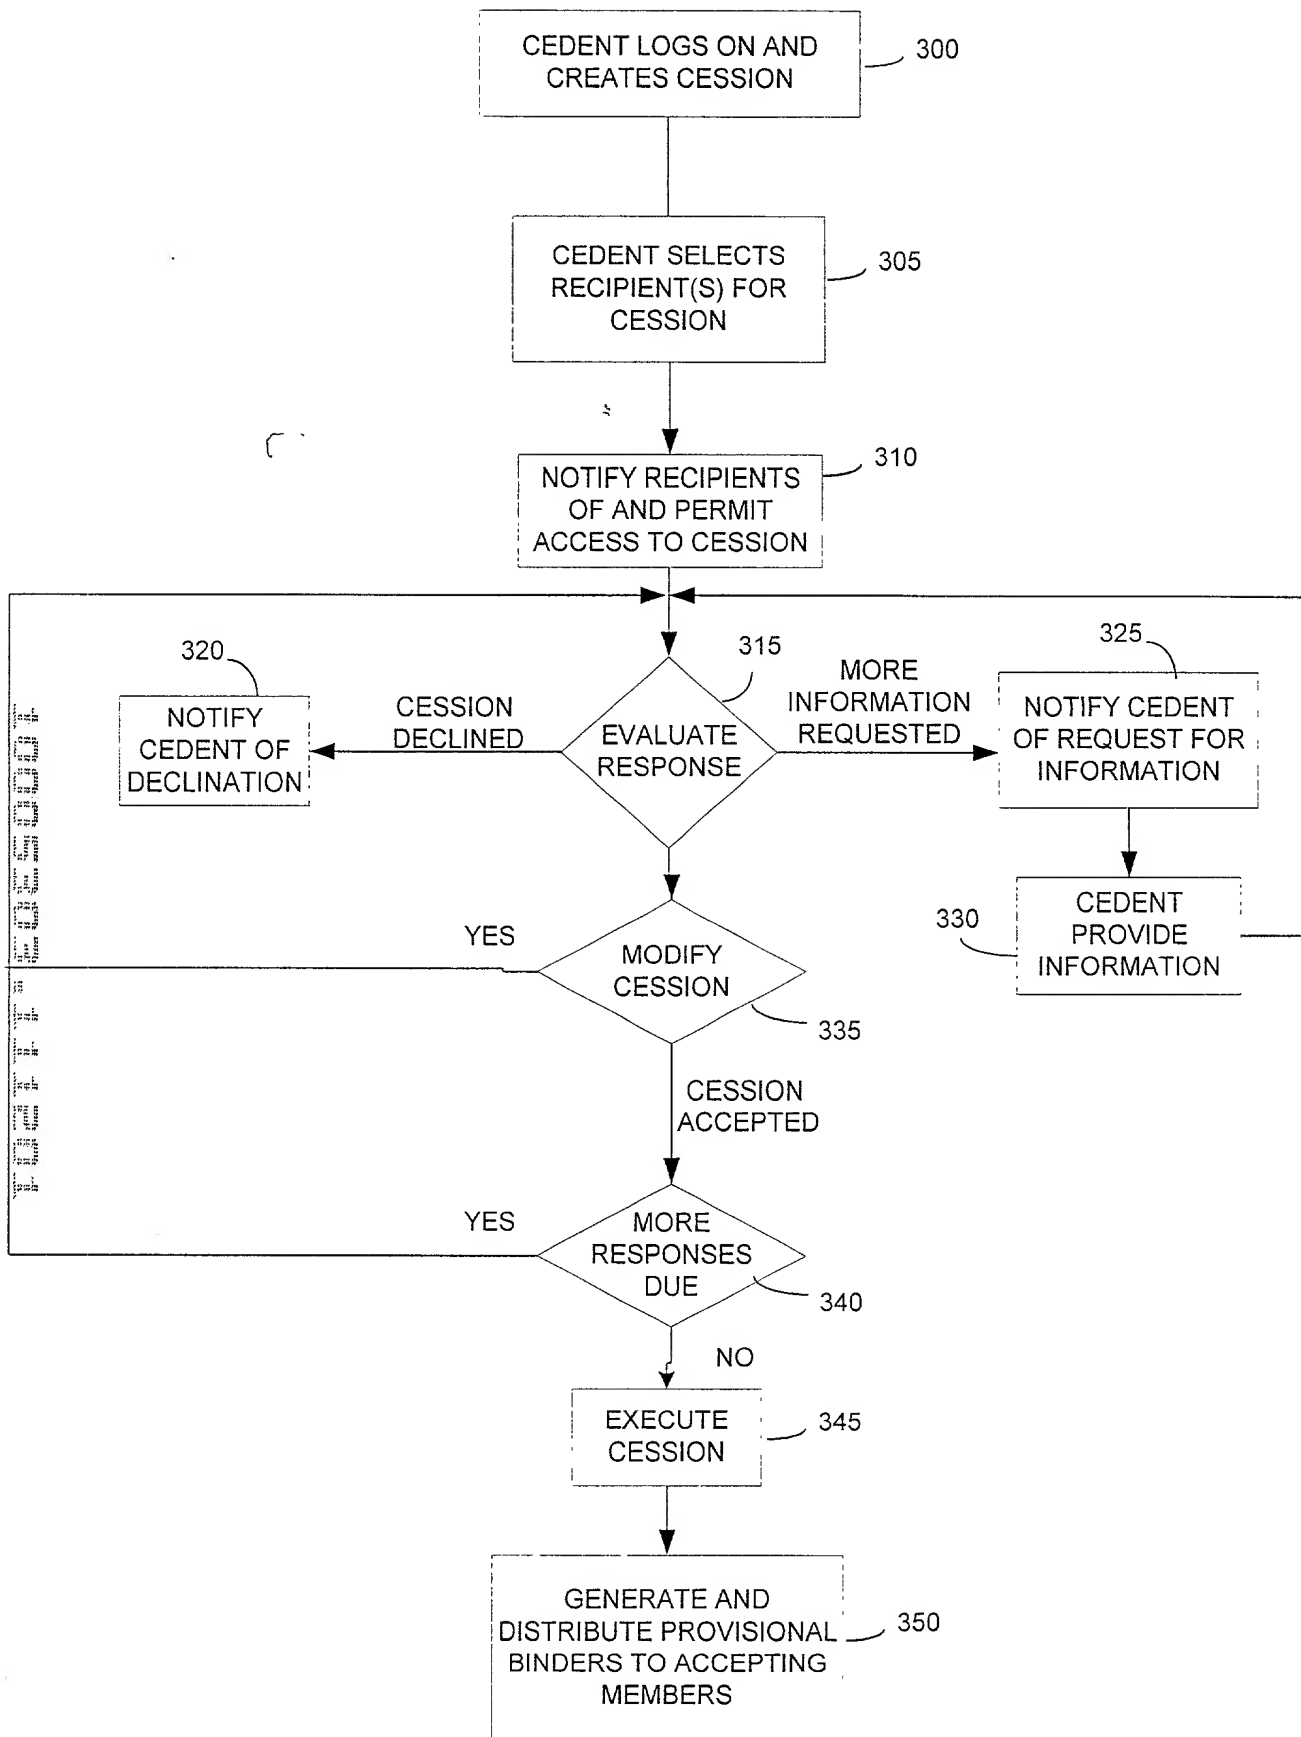 CEDENT LOGS ON AND
CREATES CESSION
300
CEDENT SELECTS
RECIPIENT(S) FOR
CESSION
305
NOTIFY RECIPIENTS
OF AND PERMIT
ACCESS TO CESSION
310
320
NOTIFY
CEDENT OF
DECLINATION
CESSION
DECLINED
315
EVALUATE
RESPONSE
MORE
INFORMATION
REQUESTED
325
NOTIFY CEDENT
OF REQUEST FOR
INFORMATION
330
CEDENT
PROVIDE
INFORMATION
YES
MODIFY
CESSION
335
CESSION
ACCEPTED
YES
MORE
RESPONSES
DUE
340
NO
EXECUTE
CESSION
345
GENERATE AND
DISTRIBUTE PROVISIONAL
BINDERS TO ACCEPTING
MEMBERS
350